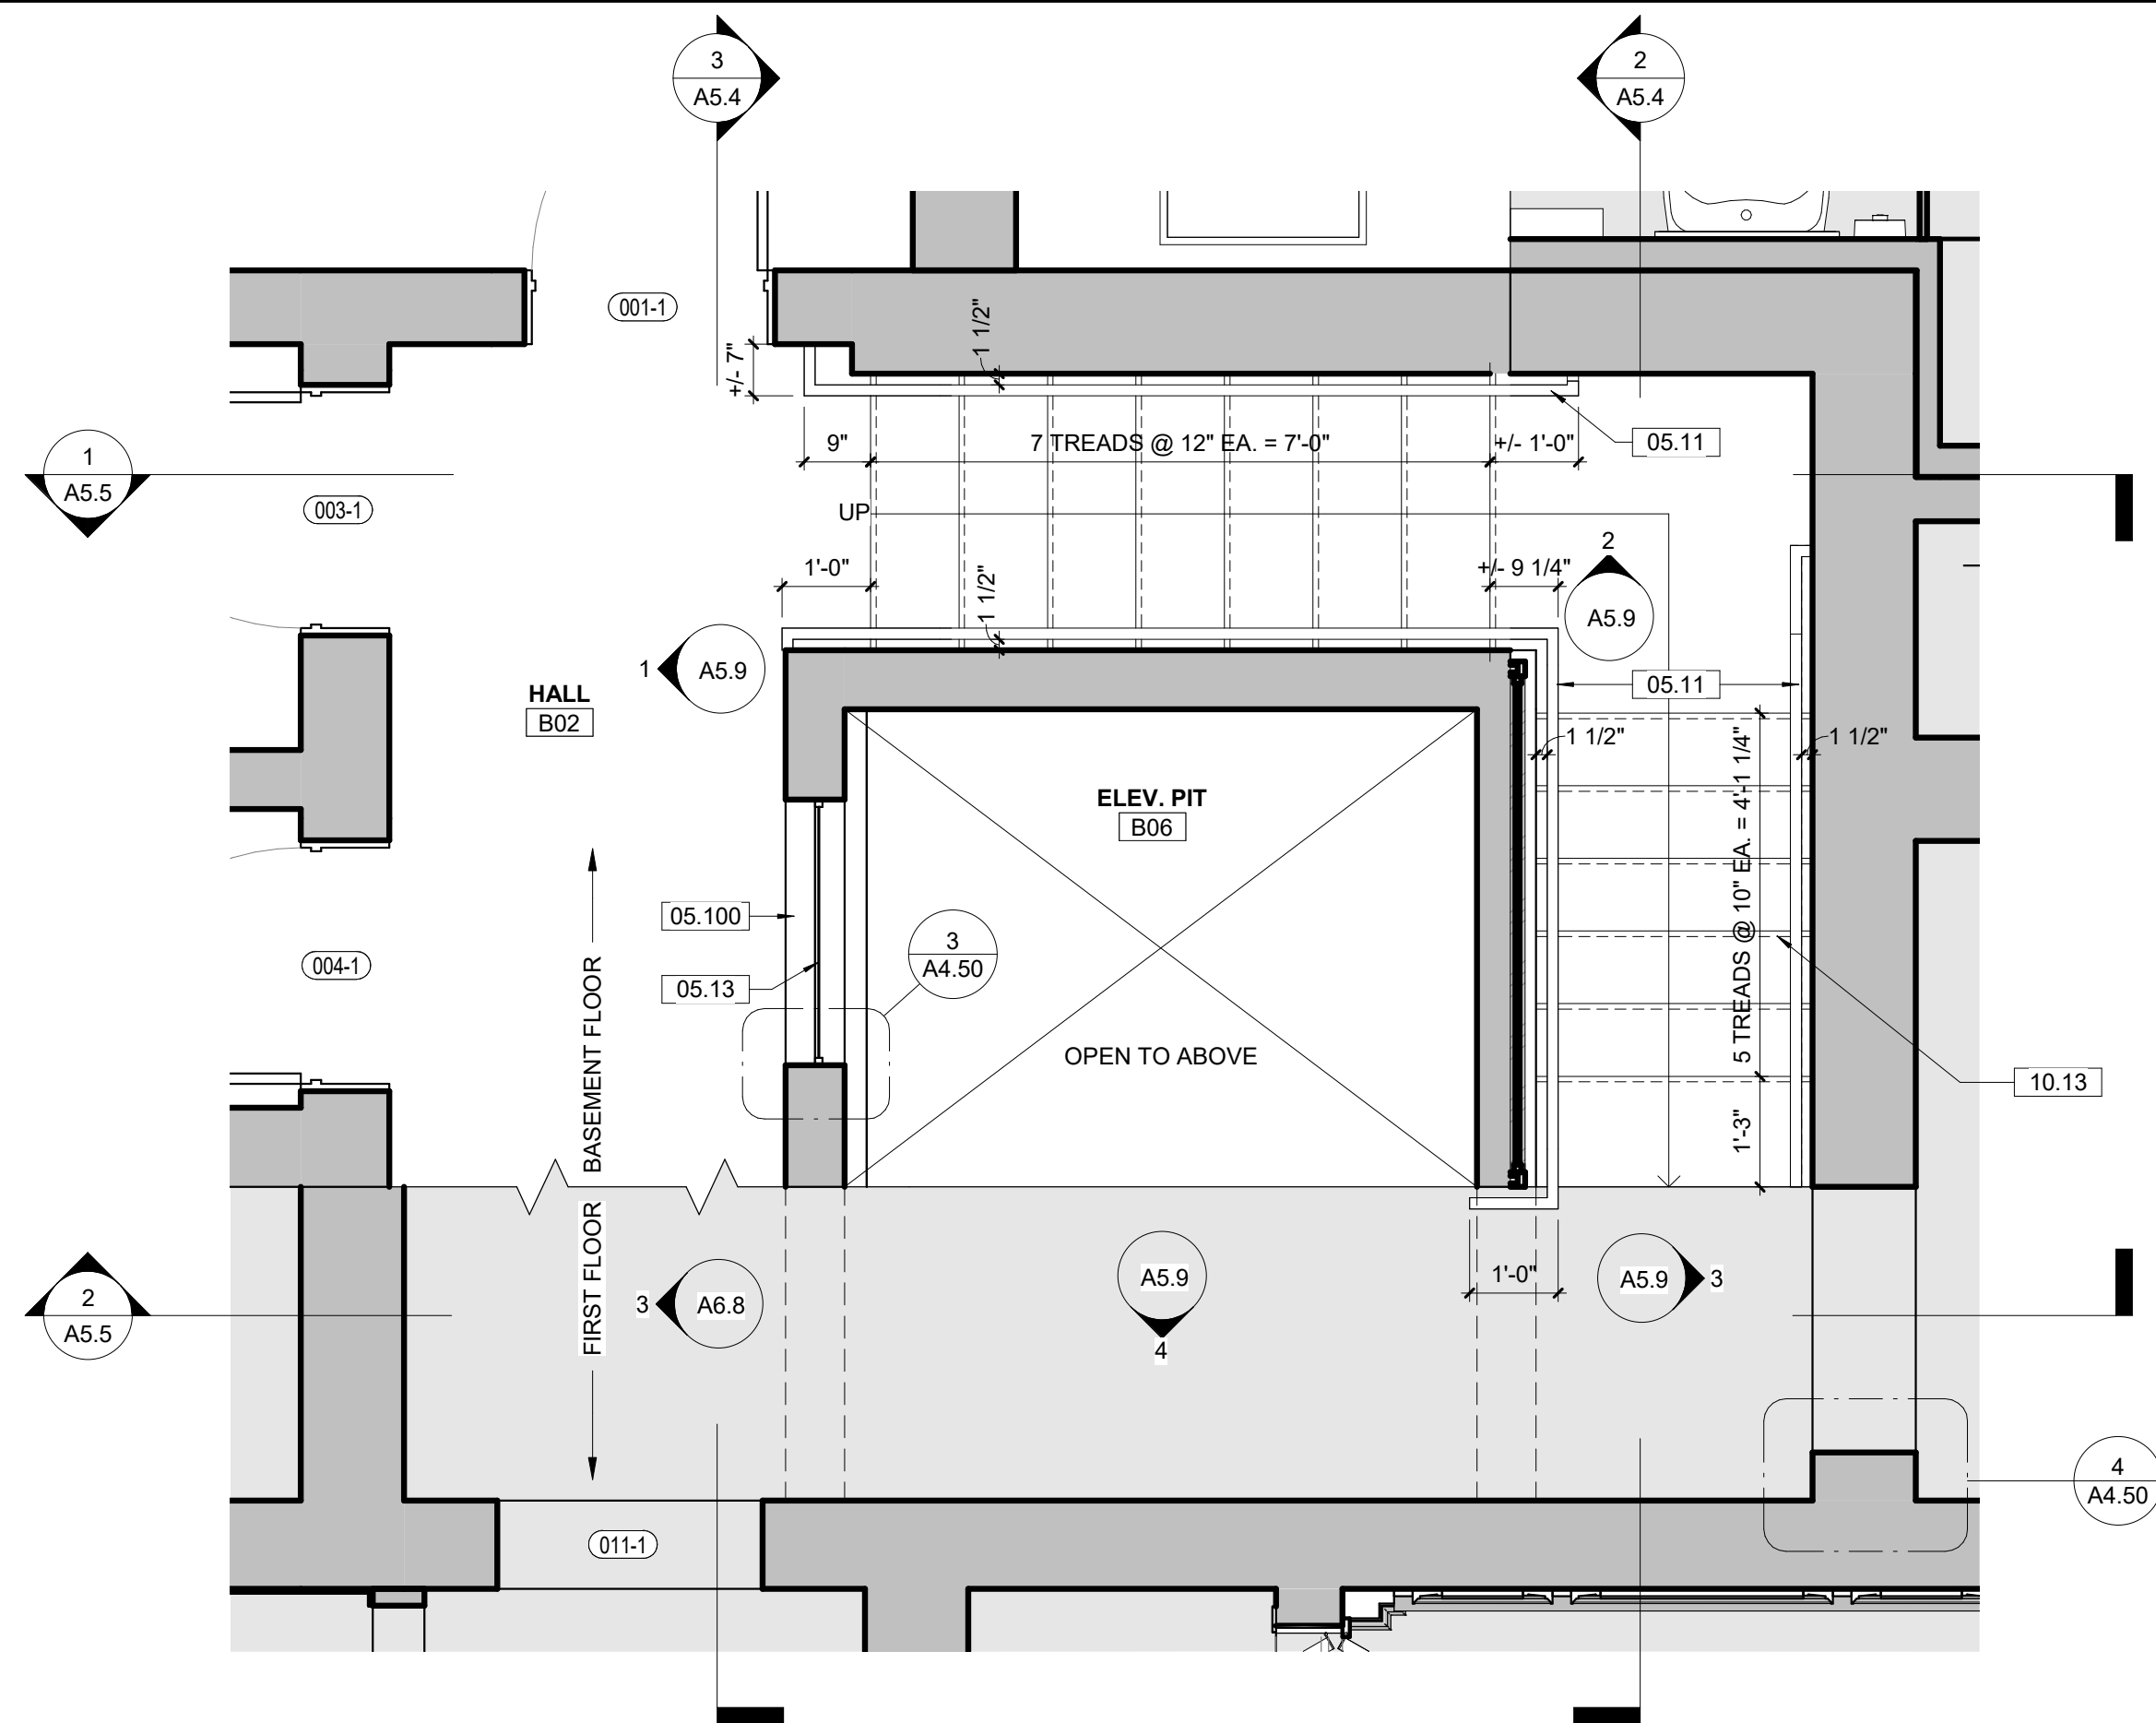 3
A5.4
2
A5.4
001-1
1 1/2"
+/- 7"
9"
7 TREADS @ 12" EA. = 7'-0"
+/- 1'-0"
05.11
1
A5.5
003-1
UP
1'-0"
1 1/2"
+/- 9 1/4"
2
A5.9
1
A5.9
HALL
B02
05.11
1 1/2"
1 1/2"
5 TREADS @ 10" EA. = 4'-1 1/4"
ELEV. PIT
B06
05.100
05.13
3
A4.50
004-1
BASEMENT FLOOR
OPEN TO ABOVE
10.13
1'-3"
FIRST FLOOR
2
A5.5
3
A6.8
A5.9
4
1'-0"
A5.9
3
4
A4.50
011-1